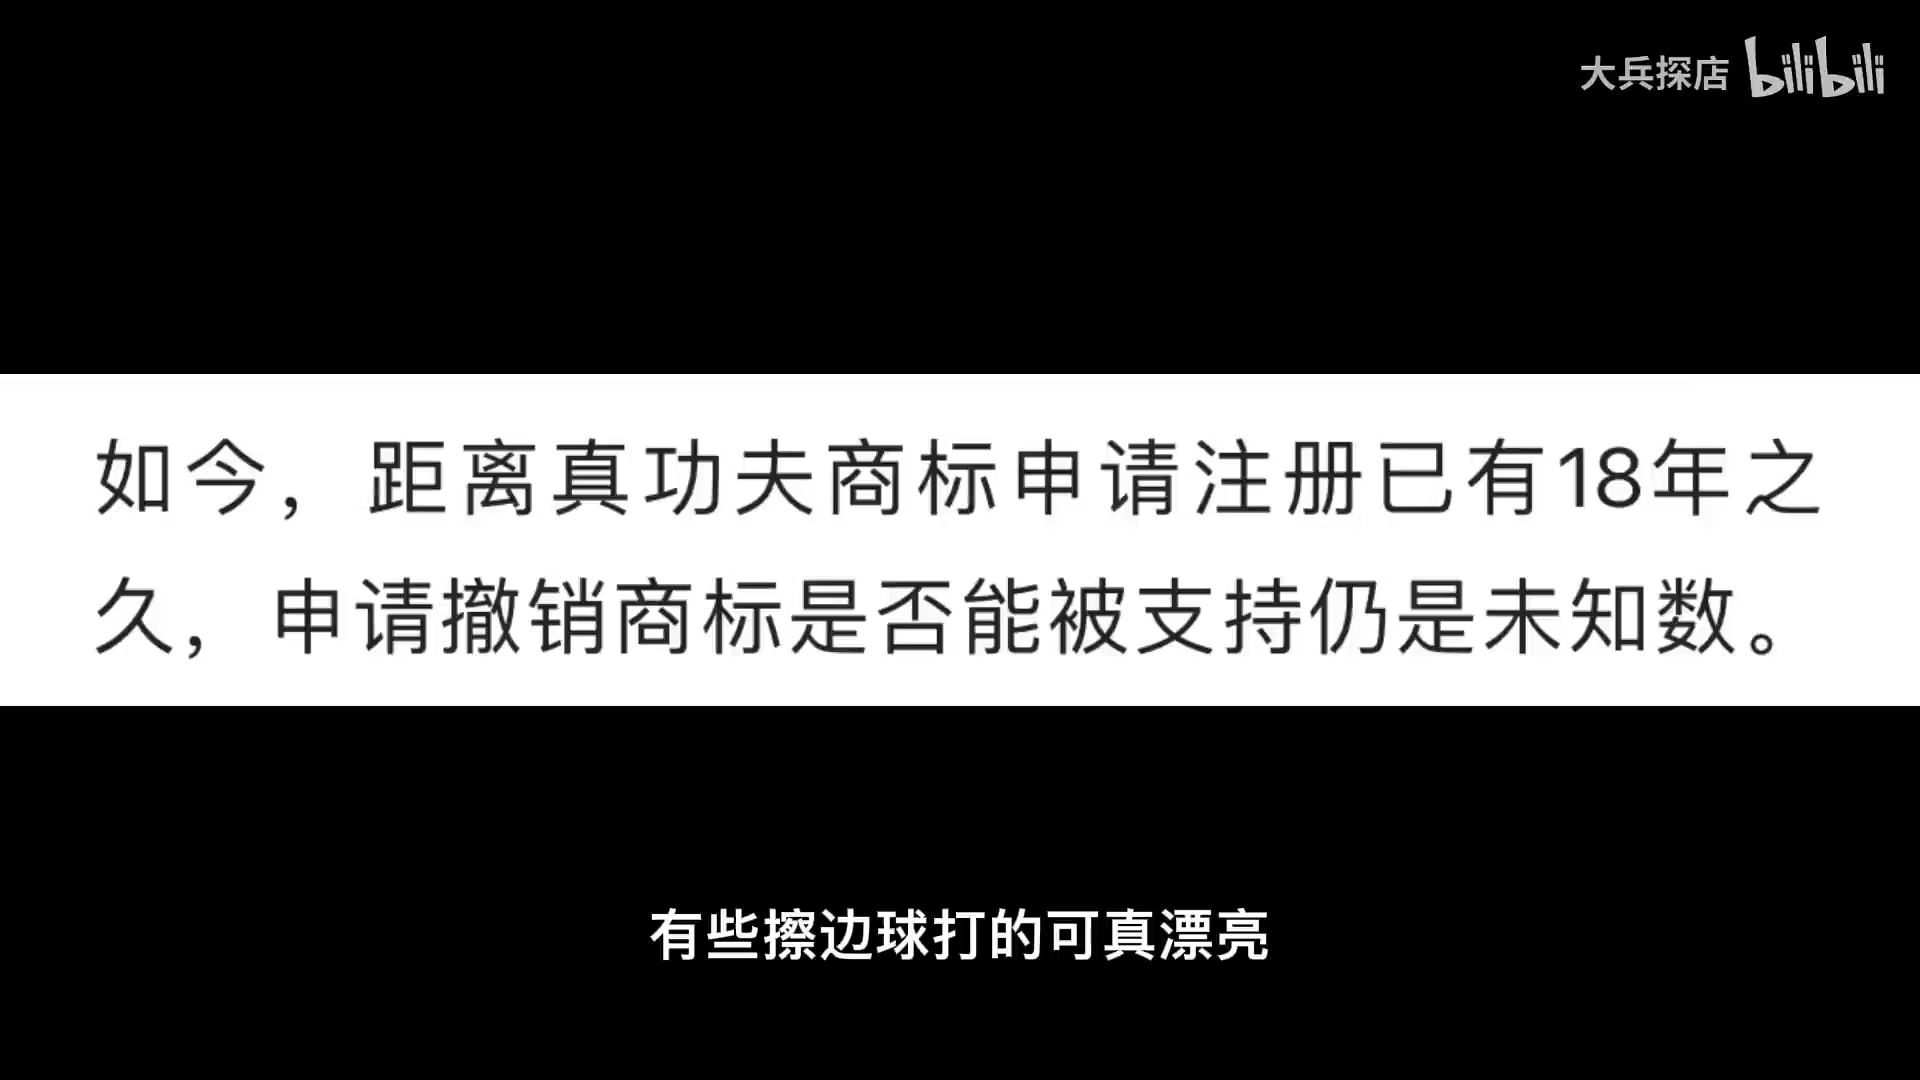 大兵探店 bilibili
如今，距离真功夫商标申请注册已有18年之
久，申请撤销商标是否能被支持仍是未知数。
有些擦边球打的可真漂亮